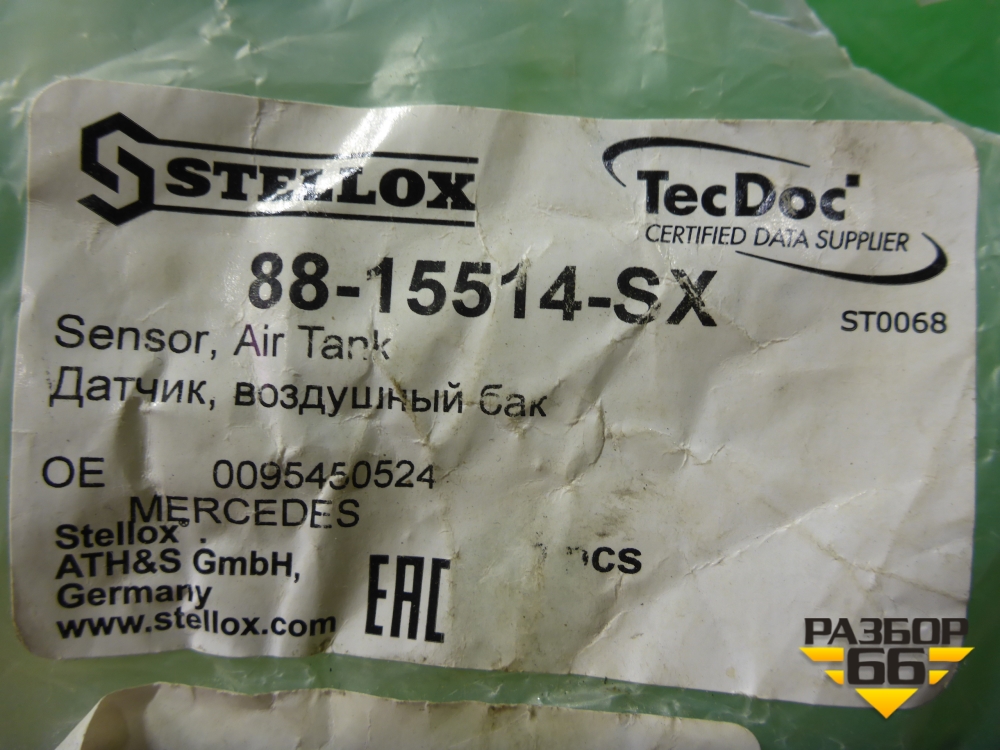 STELLOX
TecDoc
CERTIFIED DATA SUPPLIER
88-15514-SX
ST0068
Sensor, Air Tank
Датчик, воздушный бак
OE 0095450524
MERCEDES
Stellox .
ATH&S GmbH,
Germany
www.stellox.com
EAC
РАЗБОР
66